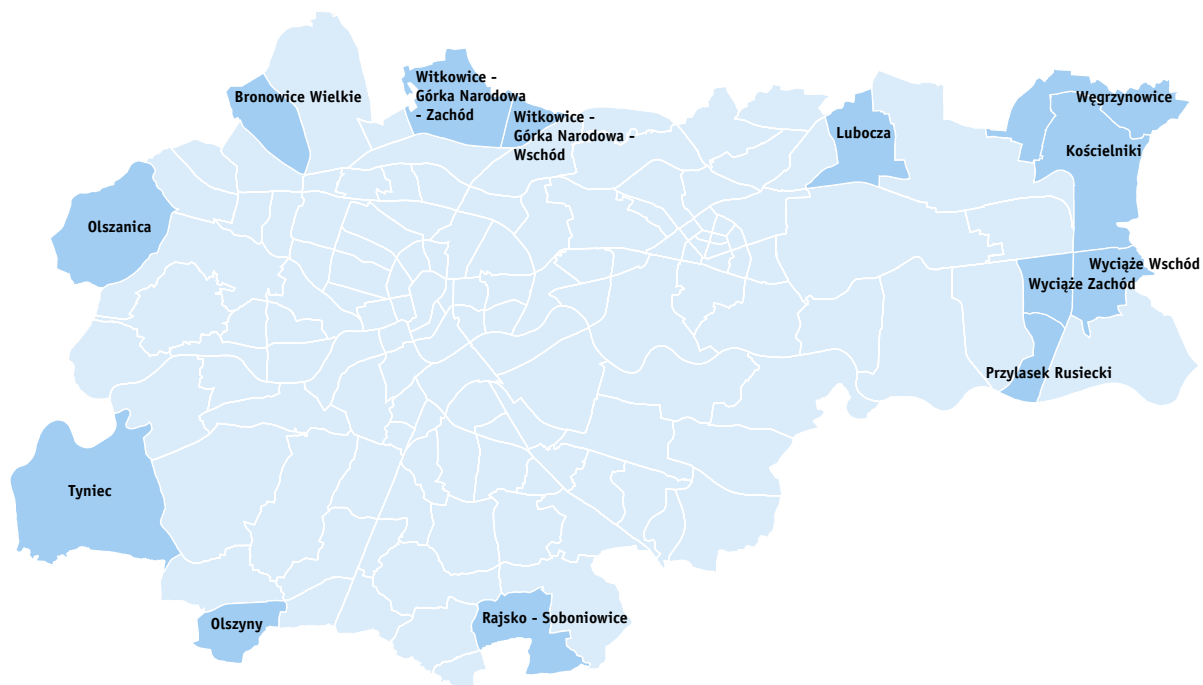 Witkowice -
Górka Narodowa
- Zachód
Bronowice Wielkie
Węgrzynowice
Witkowice -
Górka Narodowa -
Wschód
Lubocza
Kościelniki
Olszanica
Wyciąże Wschód
Wyciąże Zachód
Przylasek Rusiecki
Tyniec
Olszyny
Rajsko - Soboniowice